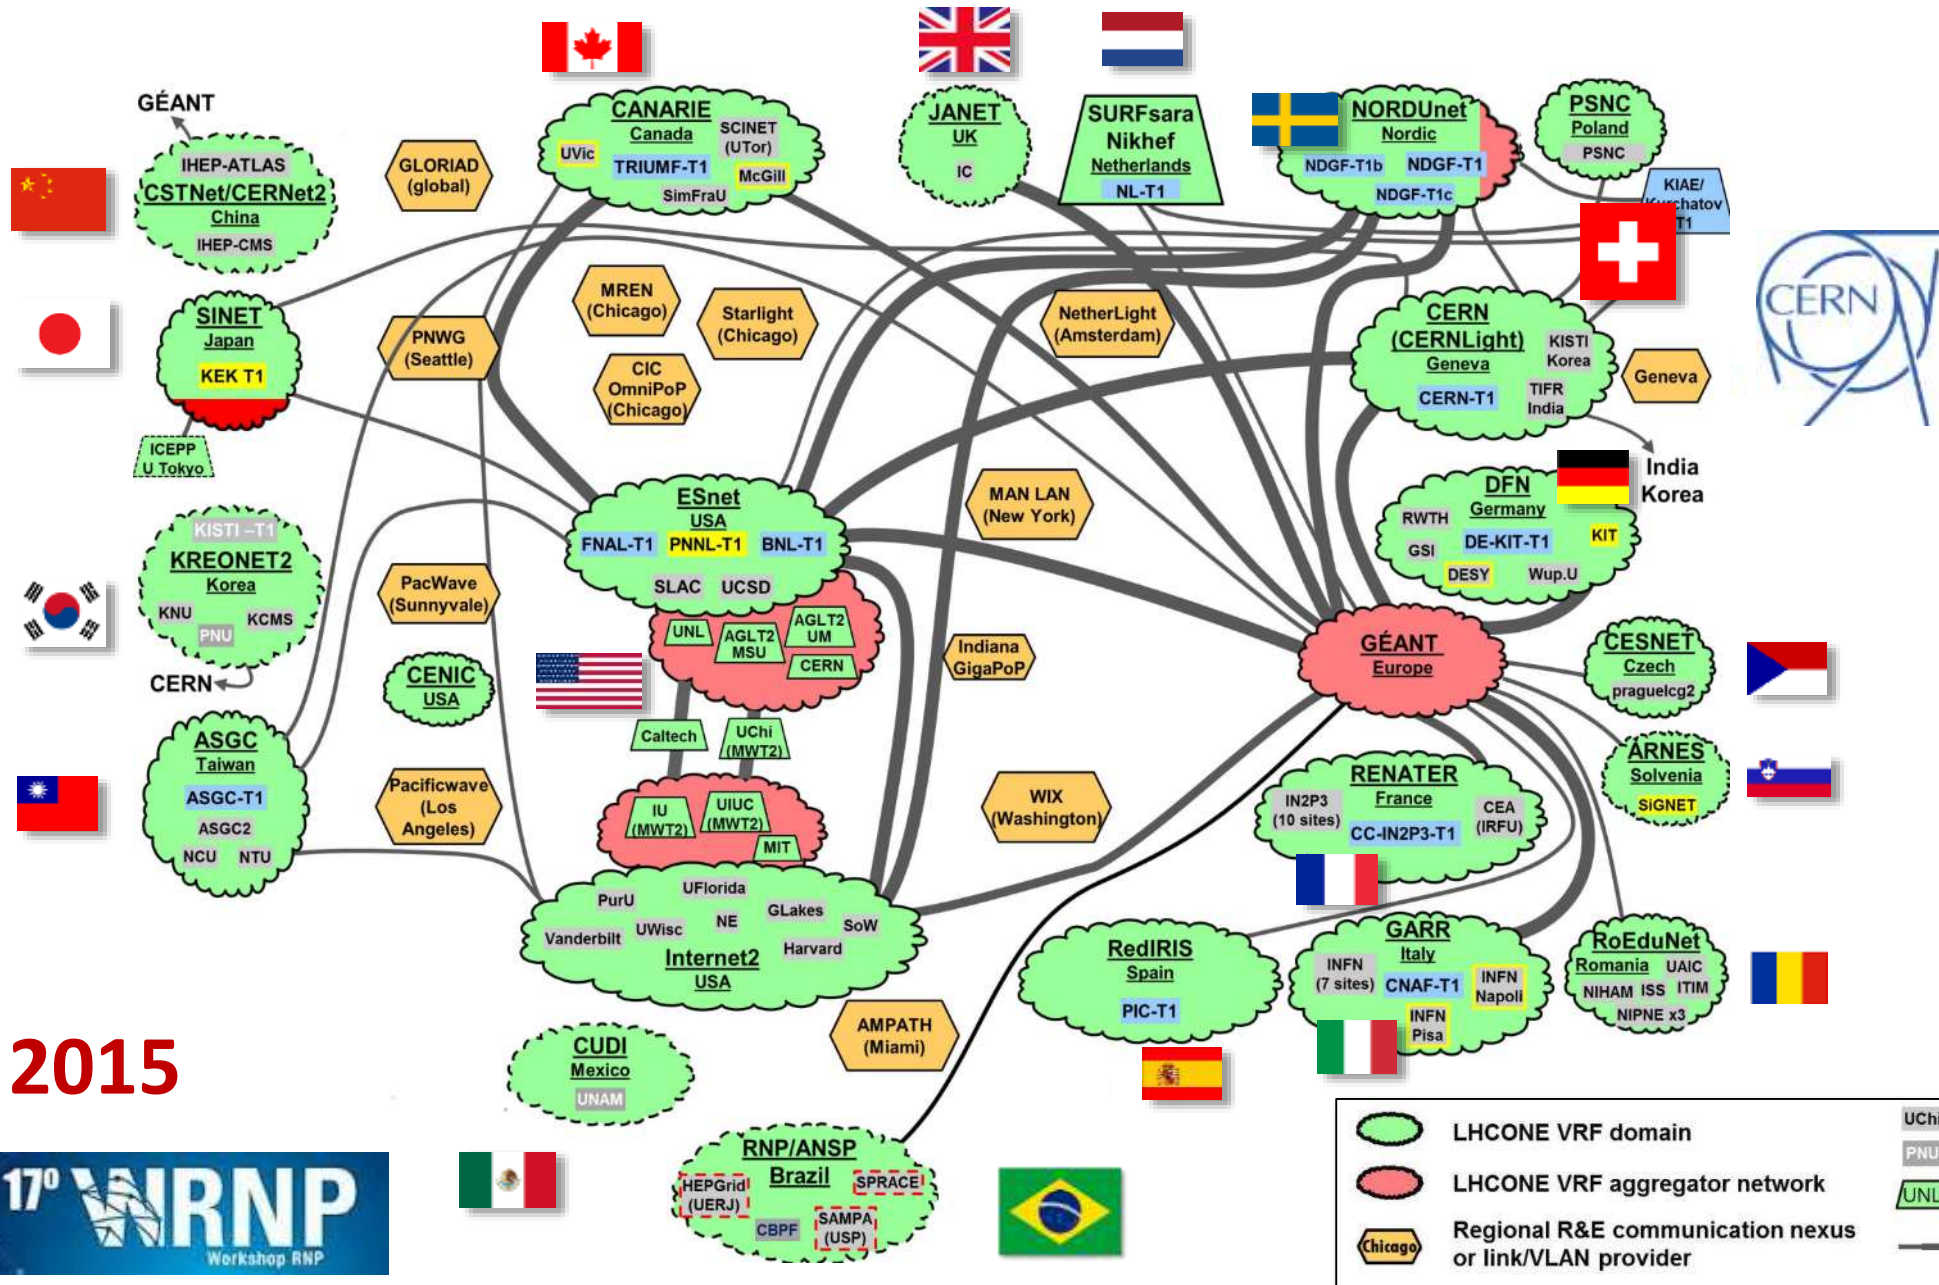 GÉANT
IHEP-ATLAS
CSTNet/CERNet2
China
IHEP-CMS
GLORIAD
(global)
CANARIE
Canada
UVic
SCINET
(UTor)
TRIUMF-T1
McGill
SimFraU
JANET
UK
IC
SURFsara
Nikhef
Netherlands
NL-T1
NORDUnet
Nordic
NDGF-T1b
NDGF-T1
NDGF-T1c
PSNC
Poland
PSNC
KIAE/
T1
SINET
Japan
KEK T1
ICEPP
U Tokyo
PNWG
(Seattle)
MREN
(Chicago)
Starlight
(Chicago)
CIC
OmniPoP
(Chicago)
NetherLight
(Amsterdam)
CERN
(CERNLight)
Geneva
KISTI
Korea
CERN-T1
TIFR
India
Geneva
CERN
India
Korea
KISTI –T1
KREONET2
Korea
KNU
KCMS
PNU
CERN
PacWave
(Sunnyvale)
ESnet
USA
FNAL-T1
PNNL-T1
BNL-T1
SLAC
UCSD
MAN LAN
(New York)
DFN
Germany
RWTH
GSI
DE-KIT-T1
KIT
DESY
Wup.U
UNL
AGLT2
MSU
AGLT2
UM
CERN
Indiana
GigaPoP
GÉANT
Europe
CESNET
Czech
praguelcg2
CENIC
USA
ASGC
Taiwan
ASGC-T1
ASGC2
NCU
NTU
Pacificwave
(Los
Angeles)
Caltech
UChi
(MWT2)
IU
(MWT2)
UIUC
(MWT2)
MIT
WIX
(Washington)
RENATER
France
IN2P3
(10 sites)
CEA
(IRFU)
CC-IN2P3-T1
ARNES
Solvenia
SiGNET
PurU
UFlorida
NE
GLakes
Vanderbilt
UWisc
SoW
Harvard
Internet2
USA
RedIRIS
Spain
PIC-T1
GARR
Italy
INFN
(7 sites)
CNAF-T1
INFN
Napoli
INFN
Pisa
RoEduNet
Romania
UAIC
NIHAM
ISS
ITIM
NIPNE x3
AMPATH
(Miami)
2015
CUDI
Mexico
UNAM
RNP/ANSP
Brazil
HEPGrid
(UERJ)
SPRACE
CBPF
SAMPA
(USP)
17º WRNP
Workshop RNP
LHCONE VRF domain
LHCONE VRF aggregator network
Chicago
Regional R&E communication nexus
or link/VLAN provider
UChi
PNU
UNL